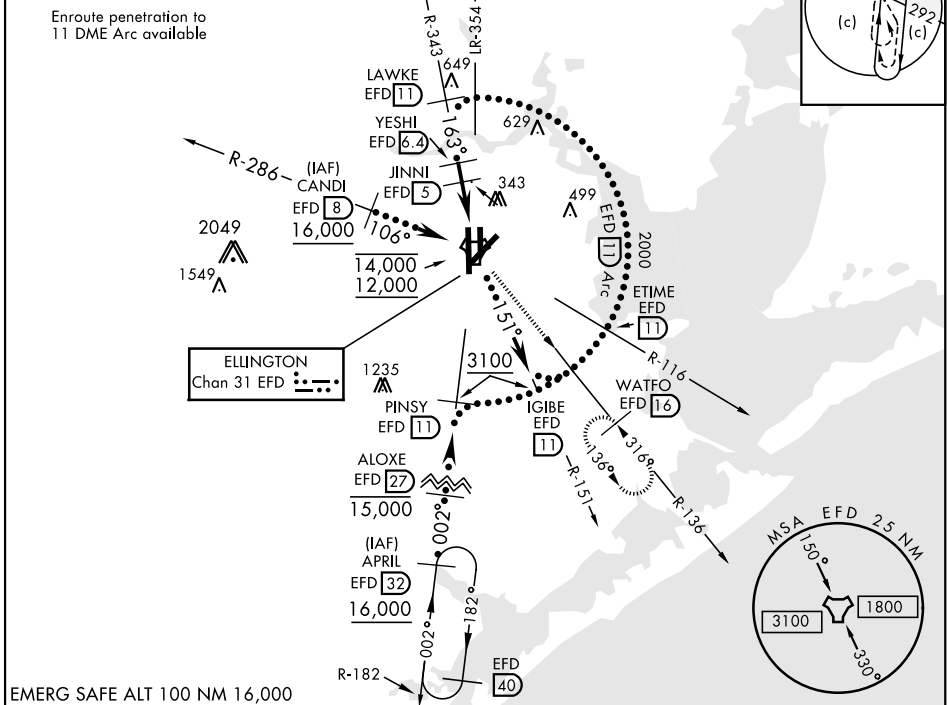 Enroute penetration to
11 DME Arc available
R-343
LR-354
(c)
292
(c)
LAWKE
EFD 11
649
YESHI
EFD 6.4
163°
629
JINNI
EFD 5
343
499
R-286
(IAF)
CANDI
EFD 8
16,000
106°
2049
1549
14,000
12,000
EFD 11 Arc
2000
ETIME
EFD
11
R-116
151°
ELLINGTON
Chan 31 EFD
1235
3100
PINSY
EFD 11
IGIBE
EFD
11
R-151
WATFO
EFD 16
316°
136°
R-136
ALOXE
EFD 27
15,000
002°
(IAF)
APRIL
EFD 32
16,000
002°
182°
R-182
EFD
40
MSA EFD 25 NM
150°
3100
1800
330°
EMERG SAFE ALT 100 NM 16,000